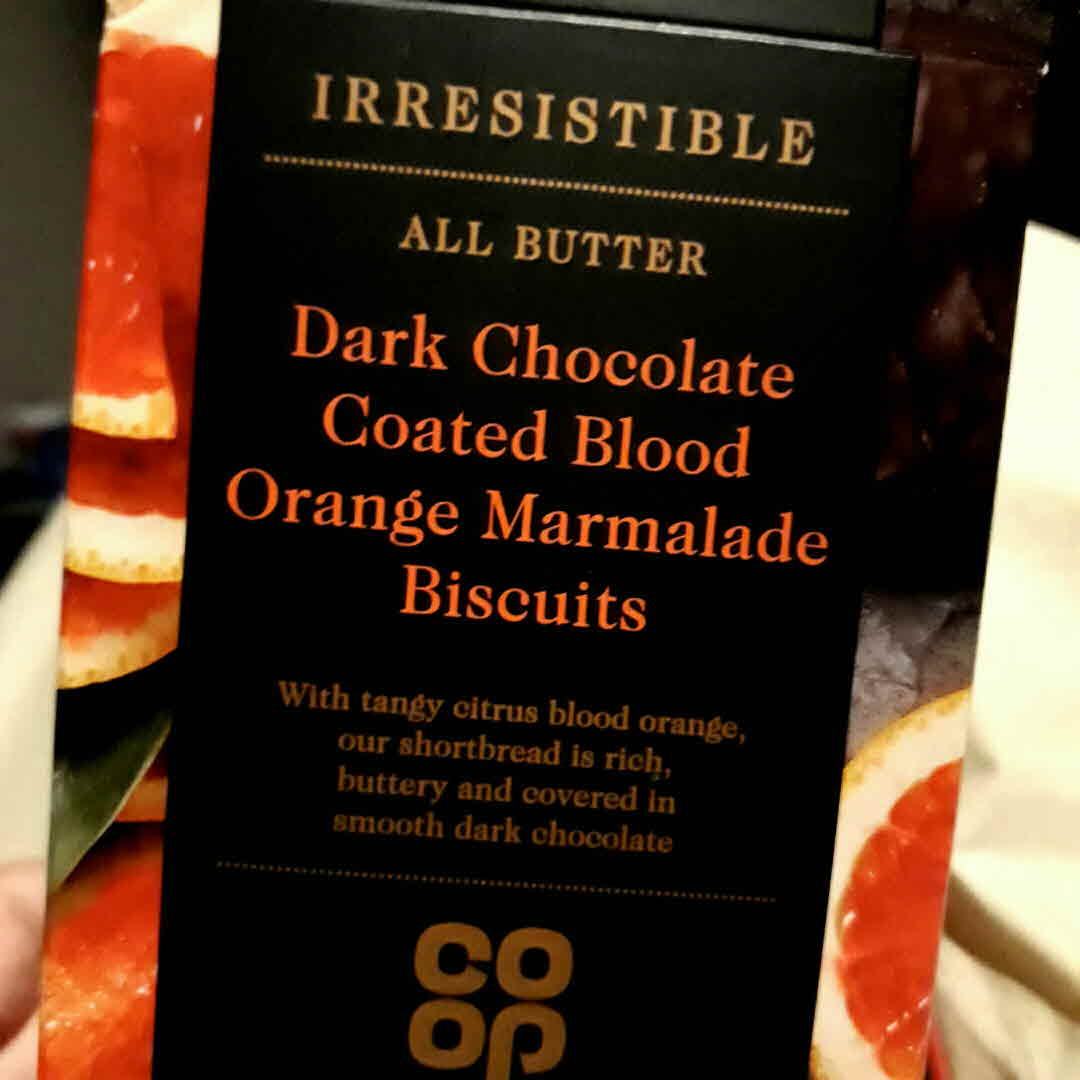 IRRESISTIBLE
ALL BUTTER
Dark Chocolate
Coated Blood
Orange Marmalade
Biscuits
With tangy citrus blood orange,
our shortbread is rich,
buttery and covered in
smooth dark chocolate
CO
OP